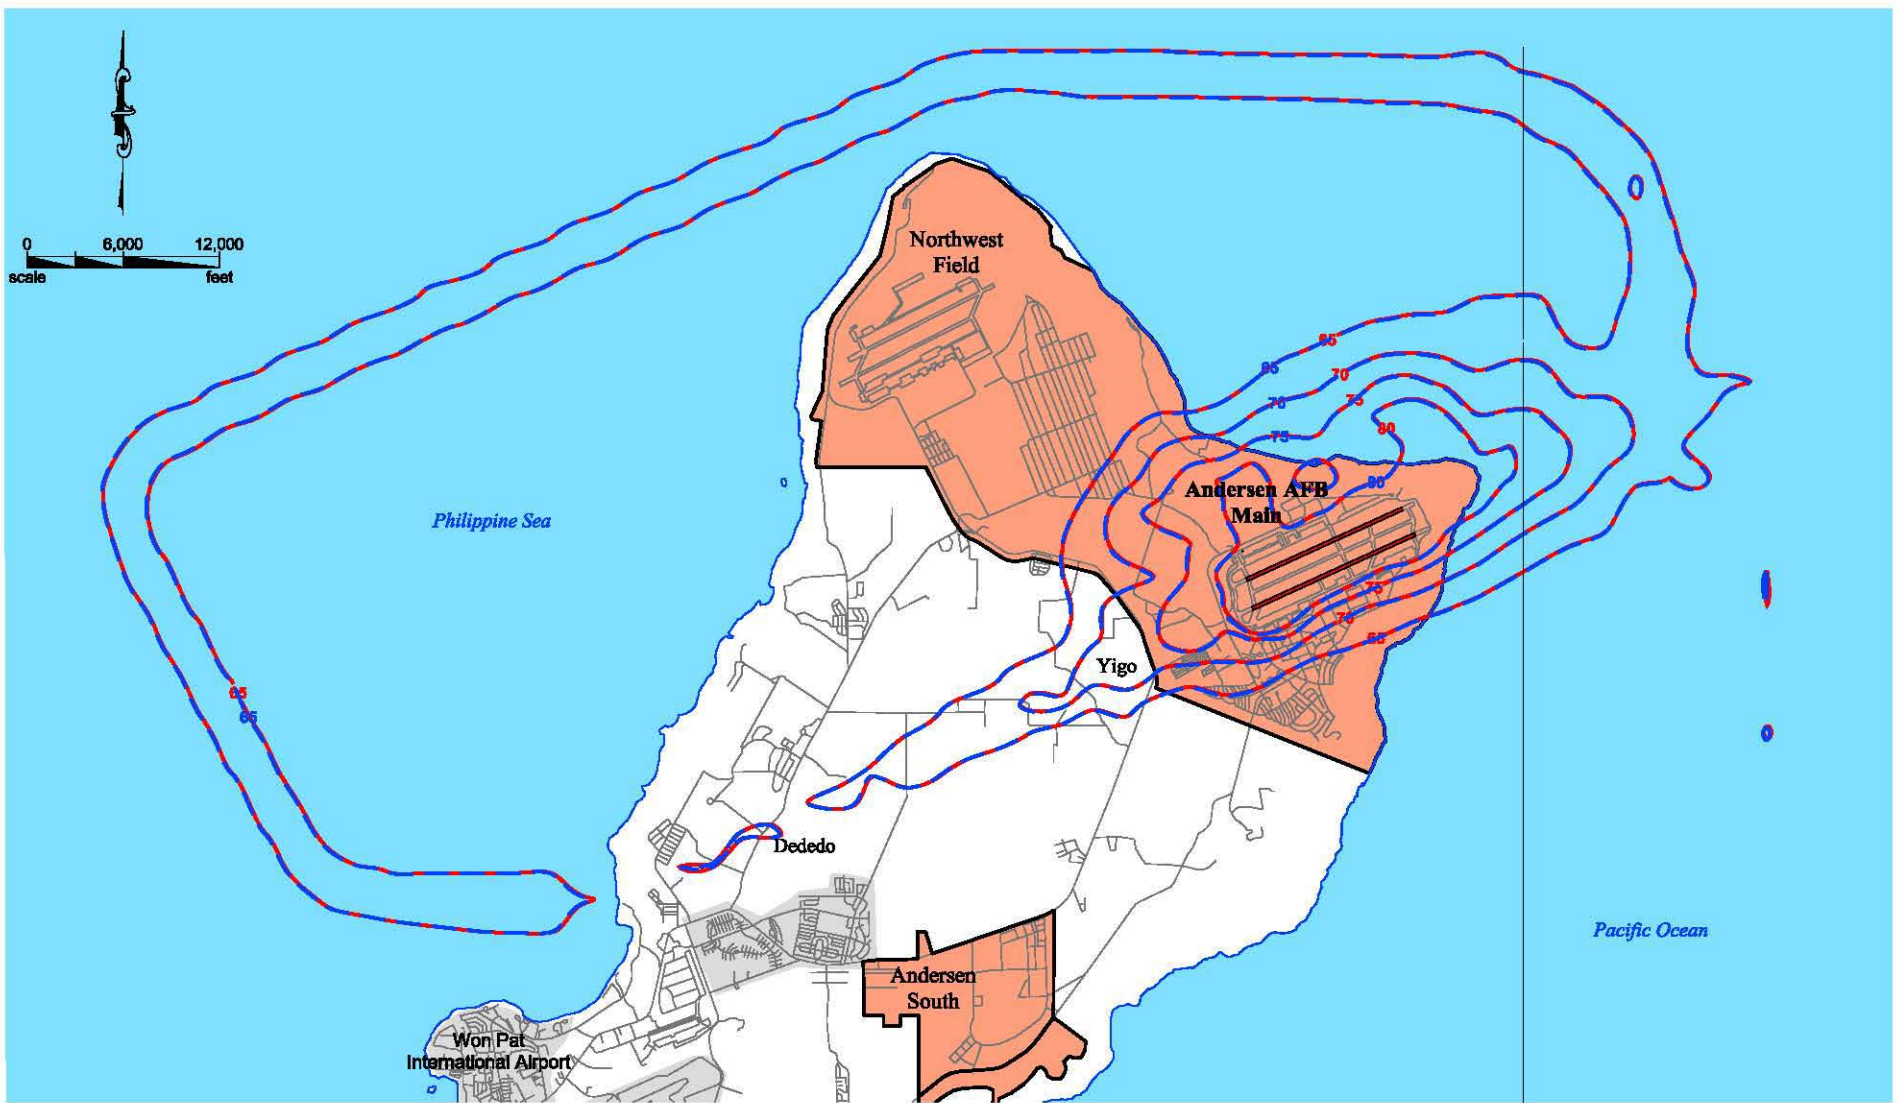 0 6,000 12,000
scale feet
Northwest
Field
65
65
70
70
75
75
80
80
Andersen AFB
Main
Philippine Sea
75
70
65
Yigo
65
65
Dededo
Pacific Ocean
Andersen
South
Won Pat
International Airport